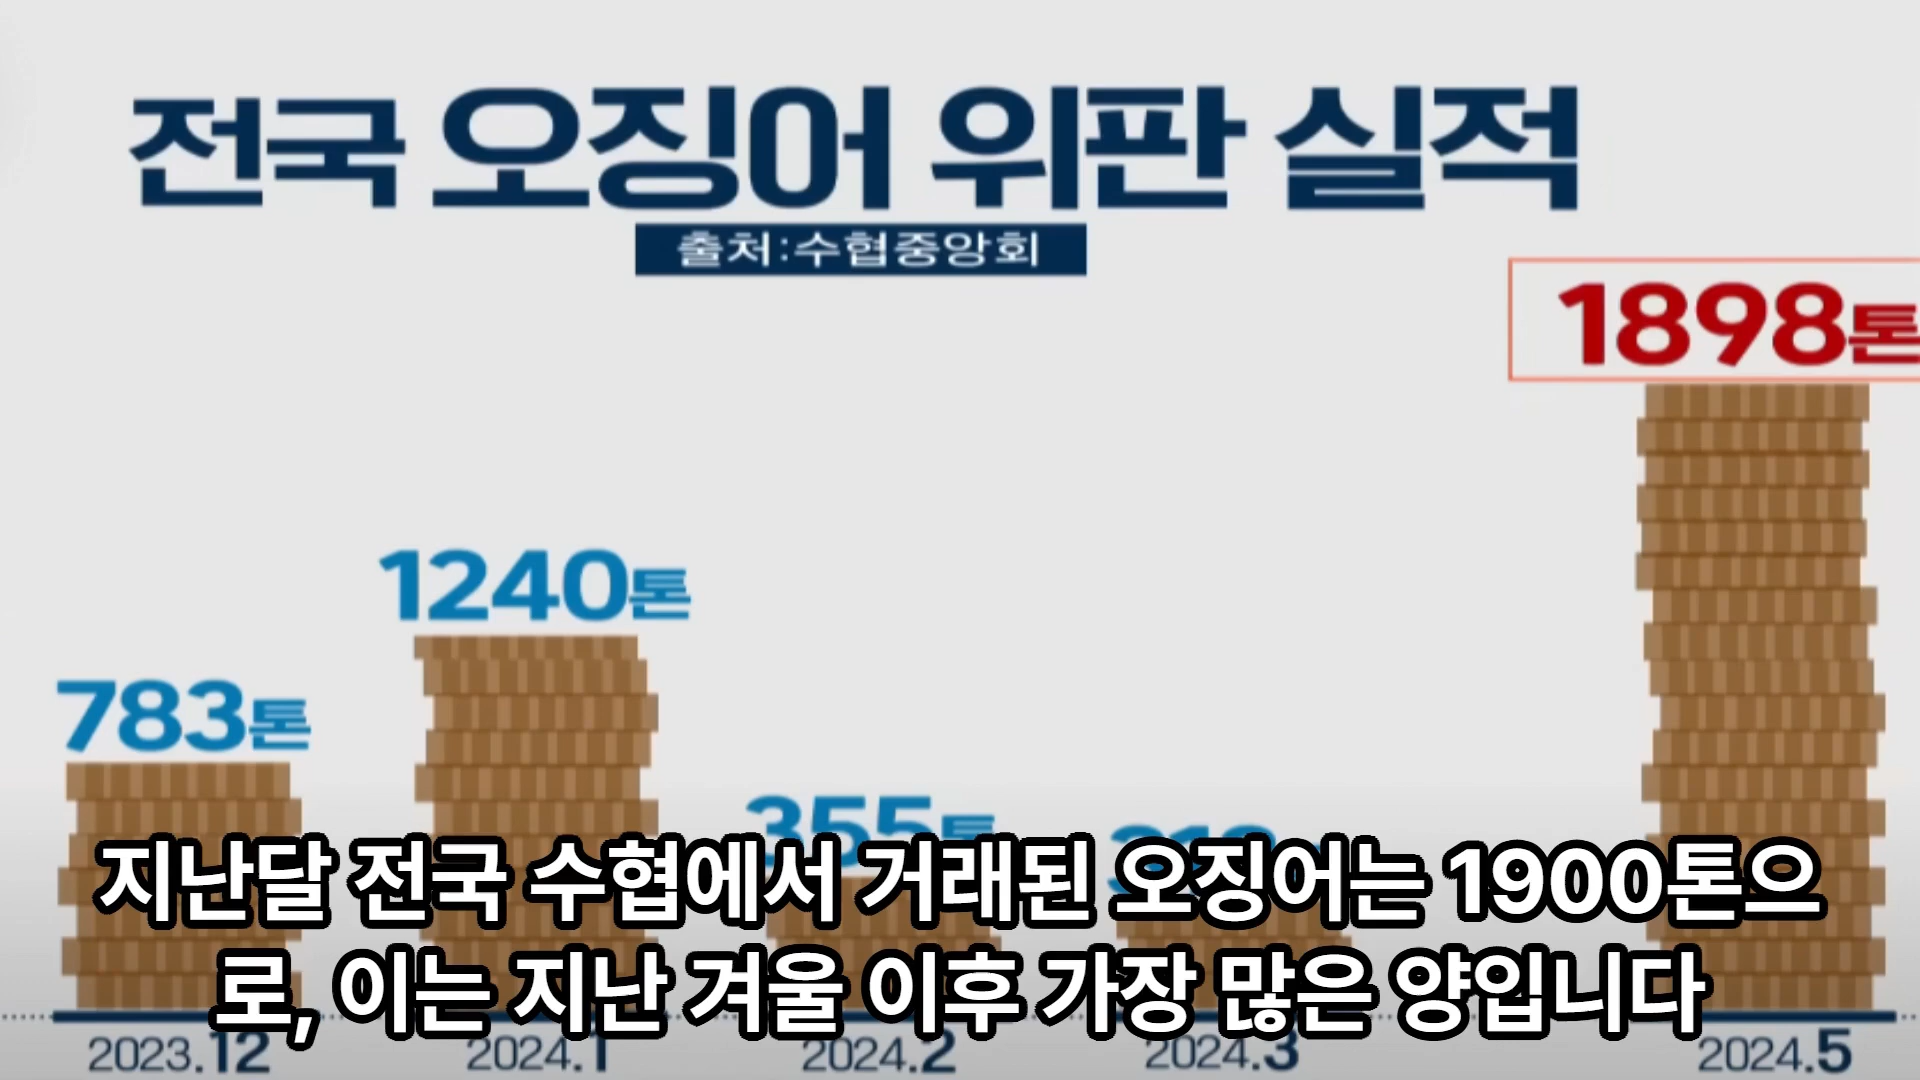 전국 오징어 위판 실적
출처:수협중앙회
1898톤
1240톤
783톤
355톤
지난달 전국 수협에서 거래된 오징어는 1900톤으
로, 이는 지난 겨울 이후 가장 많은 양입니다
2023.12
2024.1
2024.2
2024.3
2024.5